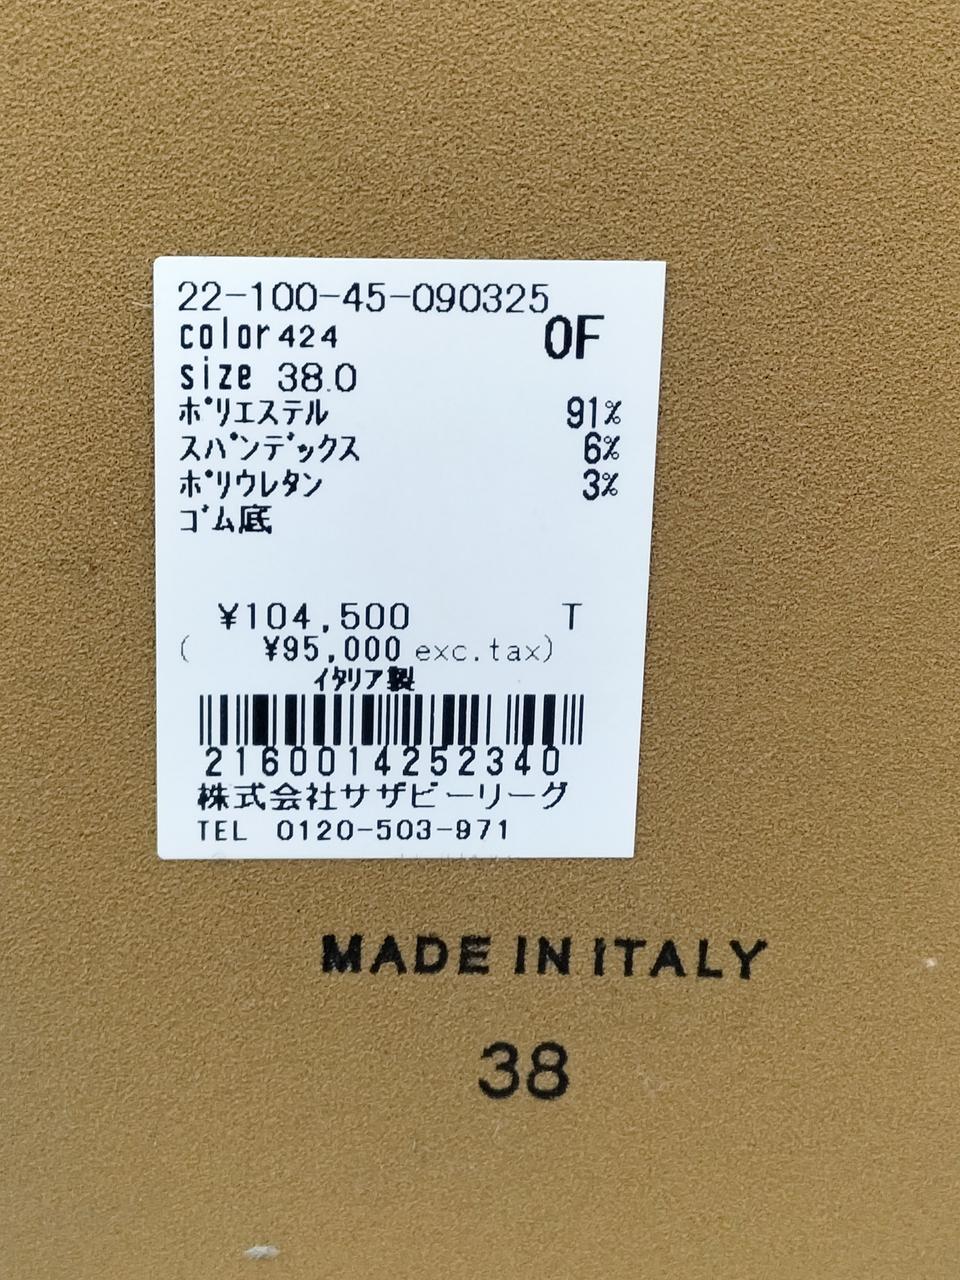 22-100-45-090325
color 424
OF
size 38.0
ポリエステル 91%
スパンデックス 6%
ポリウレタン 3%
ゴム底
¥104,500 T
( ¥95,000 exc.tax)
イタリア製
2160014252340
株式会社サザビーリーグ
TEL 0120-503-971
MADE IN ITALY
38